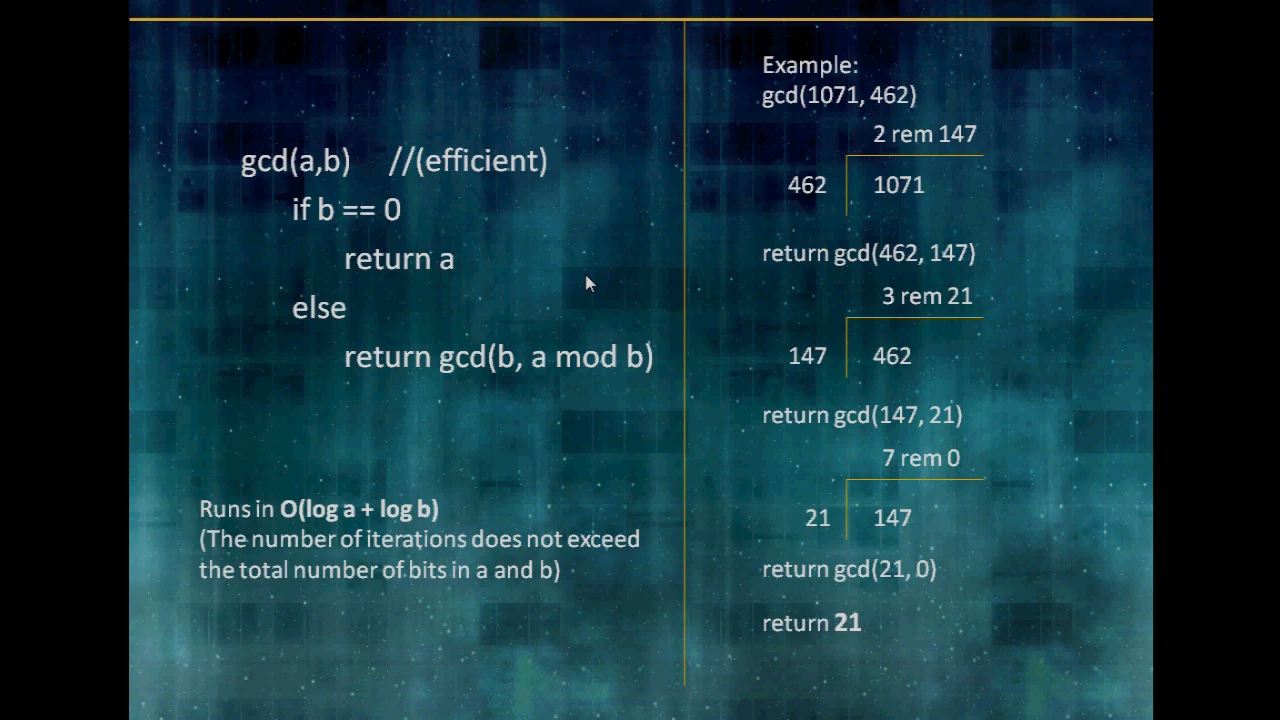 gcd(a,b) //(efficient)
if b == 0
return a
else
return gcd(b, a mod b)
Runs in O(log a + log b)
(The number of iterations does not exceed
the total number of bits in a and b)
Example:
gcd(1071, 462)
2 rem 147
462 1071
return gcd(462, 147)
3 rem 21
147 462
return gcd(147, 21)
7 rem 0
21 147
return gcd(21, 0)
return 21